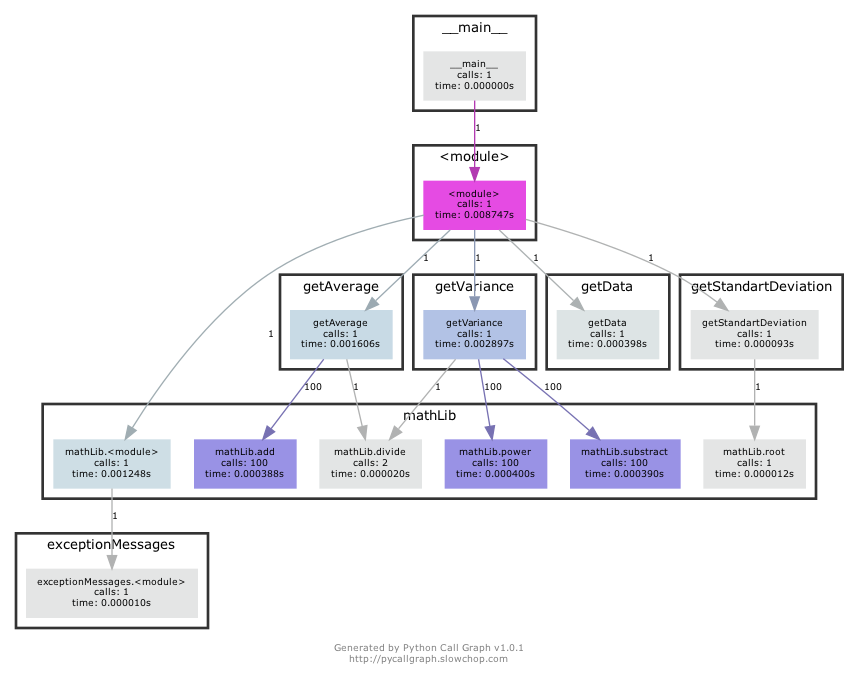 __main__
__main__
calls: 1
time: 0.000000s
1
<module>
<module>
calls: 1
time: 0.008747s
1
1
1
1
1
getAverage
getAverage
calls: 1
time: 0.001606s
getVariance
getVariance
calls: 1
time: 0.002897s
getData
getData
calls: 1
time: 0.000398s
getStandartDeviation
getStandartDeviation
calls: 1
time: 0.000093s
100
1
1
100
100
1
mathLib
mathLib.<module>
calls: 1
time: 0.001248s
mathLib.add
calls: 100
time: 0.000388s
mathLib.divide
calls: 2
time: 0.000020s
mathLib.power
calls: 100
time: 0.000400s
mathLib.substract
calls: 100
time: 0.000390s
mathLib.root
calls: 1
time: 0.000012s
1
exceptionMessages
exceptionMessages.<module>
calls: 1
time: 0.000010s
Generated by Python Call Graph v1.0.1
http://pycallgraph.slowchop.com